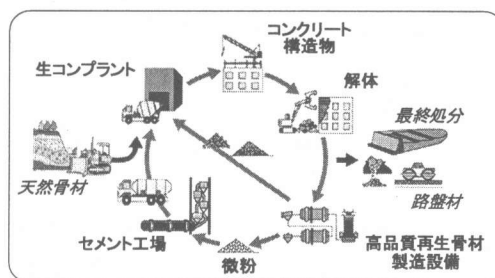 コンクリート
構造物
生コンプラント
解体
最終処分
天然骨材
路盤材
セメント工場
微粉
高品質再生骨材
製造設備